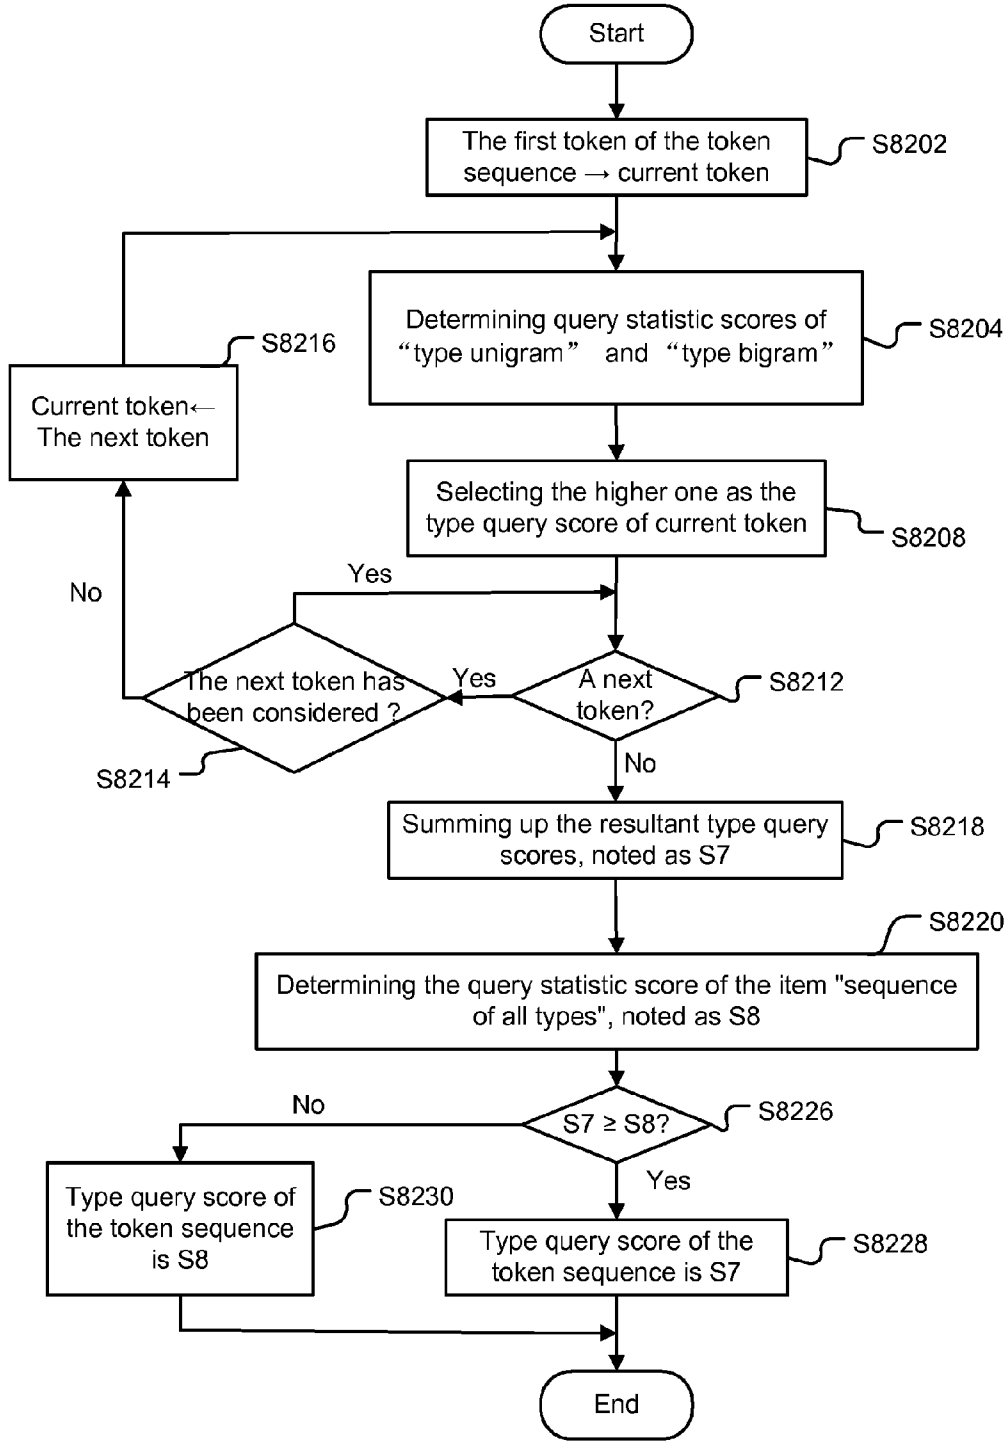 Start
The first token of the token
sequence → current token
S8202
Determining query statistic scores of
“type unigram” and “type bigram”
S8204
S8216
Current token←
The next token
Selecting the higher one as the
type query score of current token
S8208
Yes
No
The next token has
been considered ?
S8214
Yes
A next
token?
S8212
No
Summing up the resultant type query
scores, noted as S7
S8218
S8220
Determining the query statistic score of the item "sequence
of all types", noted as S8
S7 ≥ S8?
S8226
No
Yes
Type query score of
the token sequence
is S8
S8230
Type query score of the
token sequence is S7
S8228
End